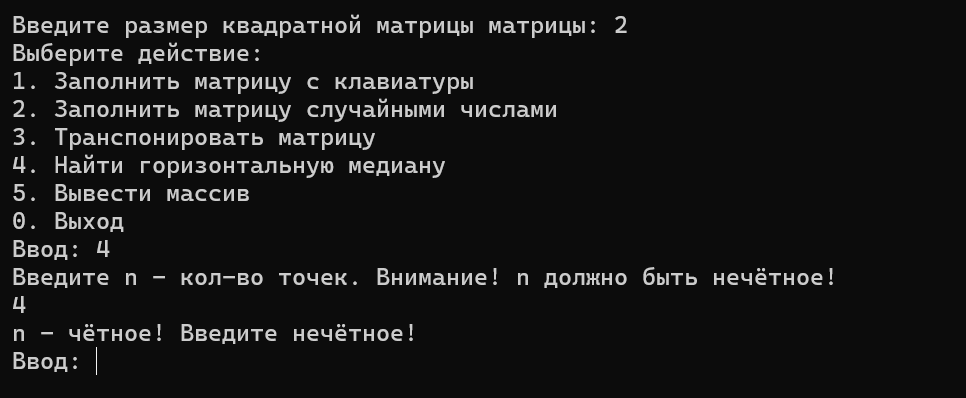 Введите размер квадратной матрицы матрицы: 2
Выберите действие:
1. Заполнить матрицу с клавиатуры
2. Заполнить матрицу случайными числами
3. Транспонировать матрицу
4. Найти горизонтальную медиану
5. Вывести массив
0. Выход
Ввод: 4
Введите n - кол-во точек. Внимание! n должно быть нечётное!
4
n - чётное! Введите нечётное!
Ввод: